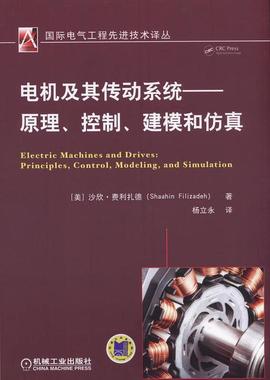 国际电气工程先进技术译丛
CRC Press
电机及其传动系统——
原理、控制、建模和仿真
Electric Machines and Drives:
Principles, Control, Modeling, and Simulation
[美] 沙欣·费利扎德 (Shaahin Filizadeh) 著
杨立永 译
机械工业出版社
CHINA MACHINE PRESS